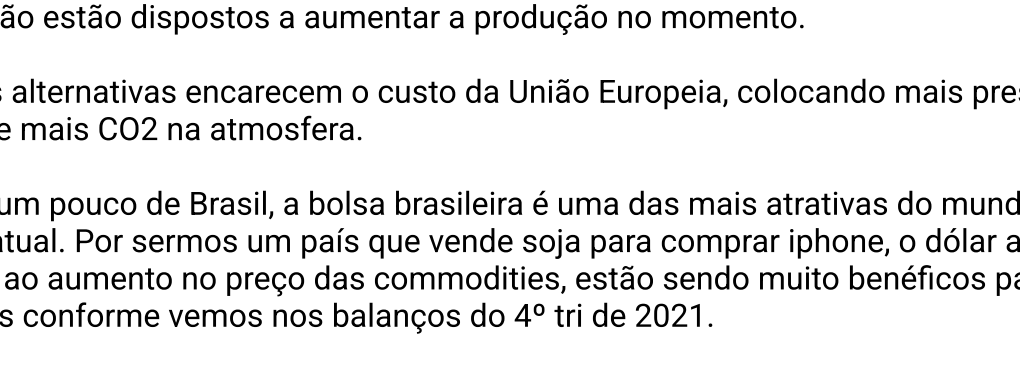 ão estão dispostos a aumentar a produção no momento.
s alternativas encarecem o custo da União Europeia, colocando mais pres
e mais CO2 na atmosfera.
um pouco de Brasil, a bolsa brasileira é uma das mais atrativas do mund
atual. Por sermos um país que vende soja para comprar iphone, o dólar a
ao aumento no preço das commodities, estão sendo muito benéficos pa
s conforme vemos nos balanços do 4º tri de 2021.